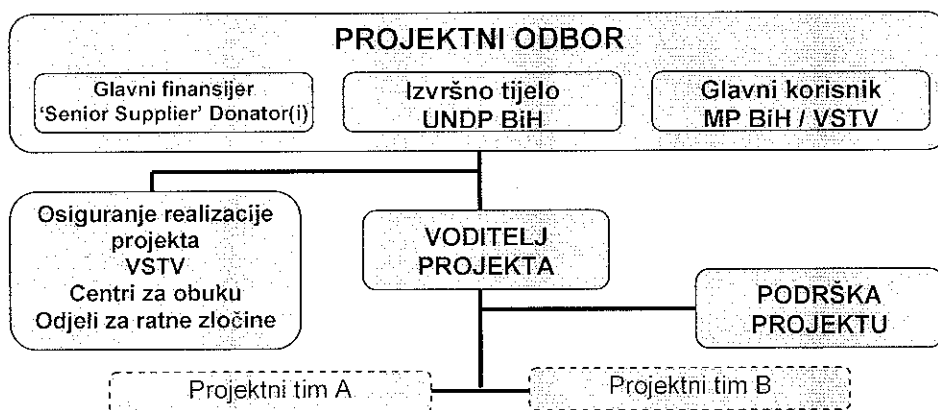 PROJEKTNI ODBOR
Glavni finansijer
'Senior Supplier' Donator(i)
Izvršno tijelo
UNDP BiH
Glavni korisnik
MP BiH / VSTV
Osiguranje realizacije
projekta
VSTV
Centri za obuku
Odjeli za ratne zločine
VODITELJ
PROJEKTA
PODRŠKA
PROJEKTU
Projektni tim A
Projektni tim B